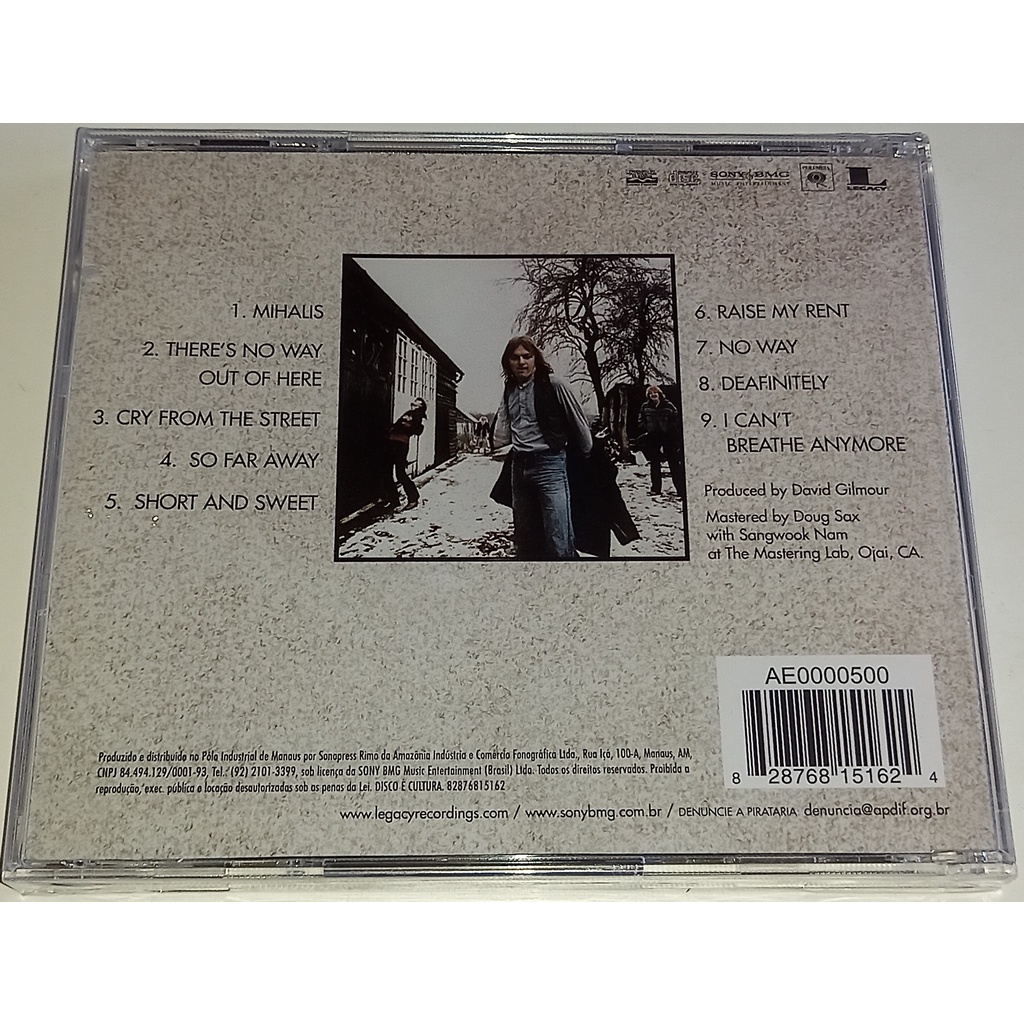 SONY BMG
MUSIC ENTERTAINMENT
COLUMBIA
LEGACY
1. MIHALIS
2. THERE'S NO WAY
OUT OF HERE
3. CRY FROM THE STREET
4. SO FAR AWAY
5. SHORT AND SWEET
6. RAISE MY RENT
7. NO WAY
8. DEAFINITELY
9. I CAN'T
BREATHE ANYMORE
Produced by David Gilmour
Mastered by Doug Sax
with Sangwook Nam
at The Mastering Lab, Ojai, CA.
AE0000500
8 28768 15162 4
Produzido e distribuído no Pólo Industrial de Manaus por Sonopress Rimo da Amazônia Indústria e Comércio Fonográfica Ltda., Rua Içá, 100-A, Manaus, AM,
CNPJ 84.494.129/0001-93, Tel.: (92) 2101-3399, sob licença da SONY BMG Music Entertainment (Brasil) Ltda. Todos os direitos reservados. Proibida a
reprodução, exec. pública e locação desautorizadas sob as penas da Lei. DISCO É CULTURA. 82876815162
www.legacyrecordings.com / www.sonybmg.com.br / DENUNCIE A PIRATARIA denuncia@apdif.org.br